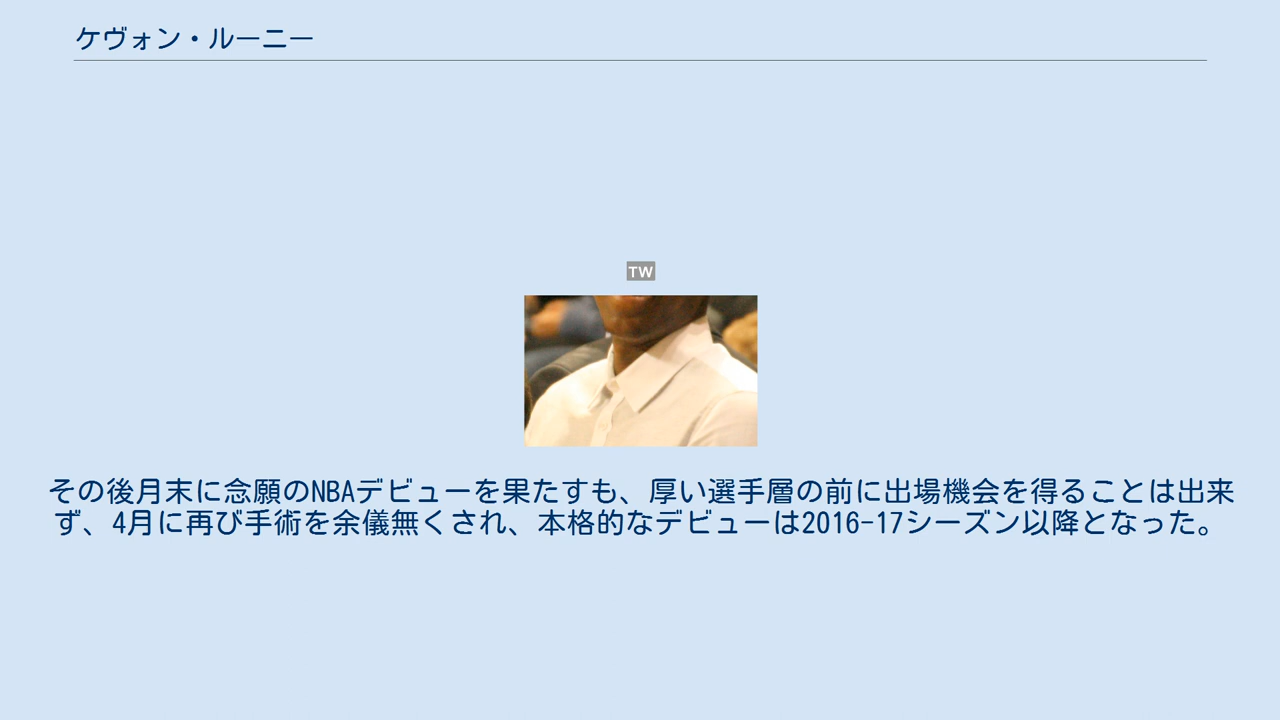 ケヴォン・ルーニー
TW
その後月末に念願のNBAデビューを果たすも、厚い選手層の前に出場機会を得ることは出来
ず、4月に再び手術を余儀無くされ、本格的なデビューは2016-17シーズン以降となった。